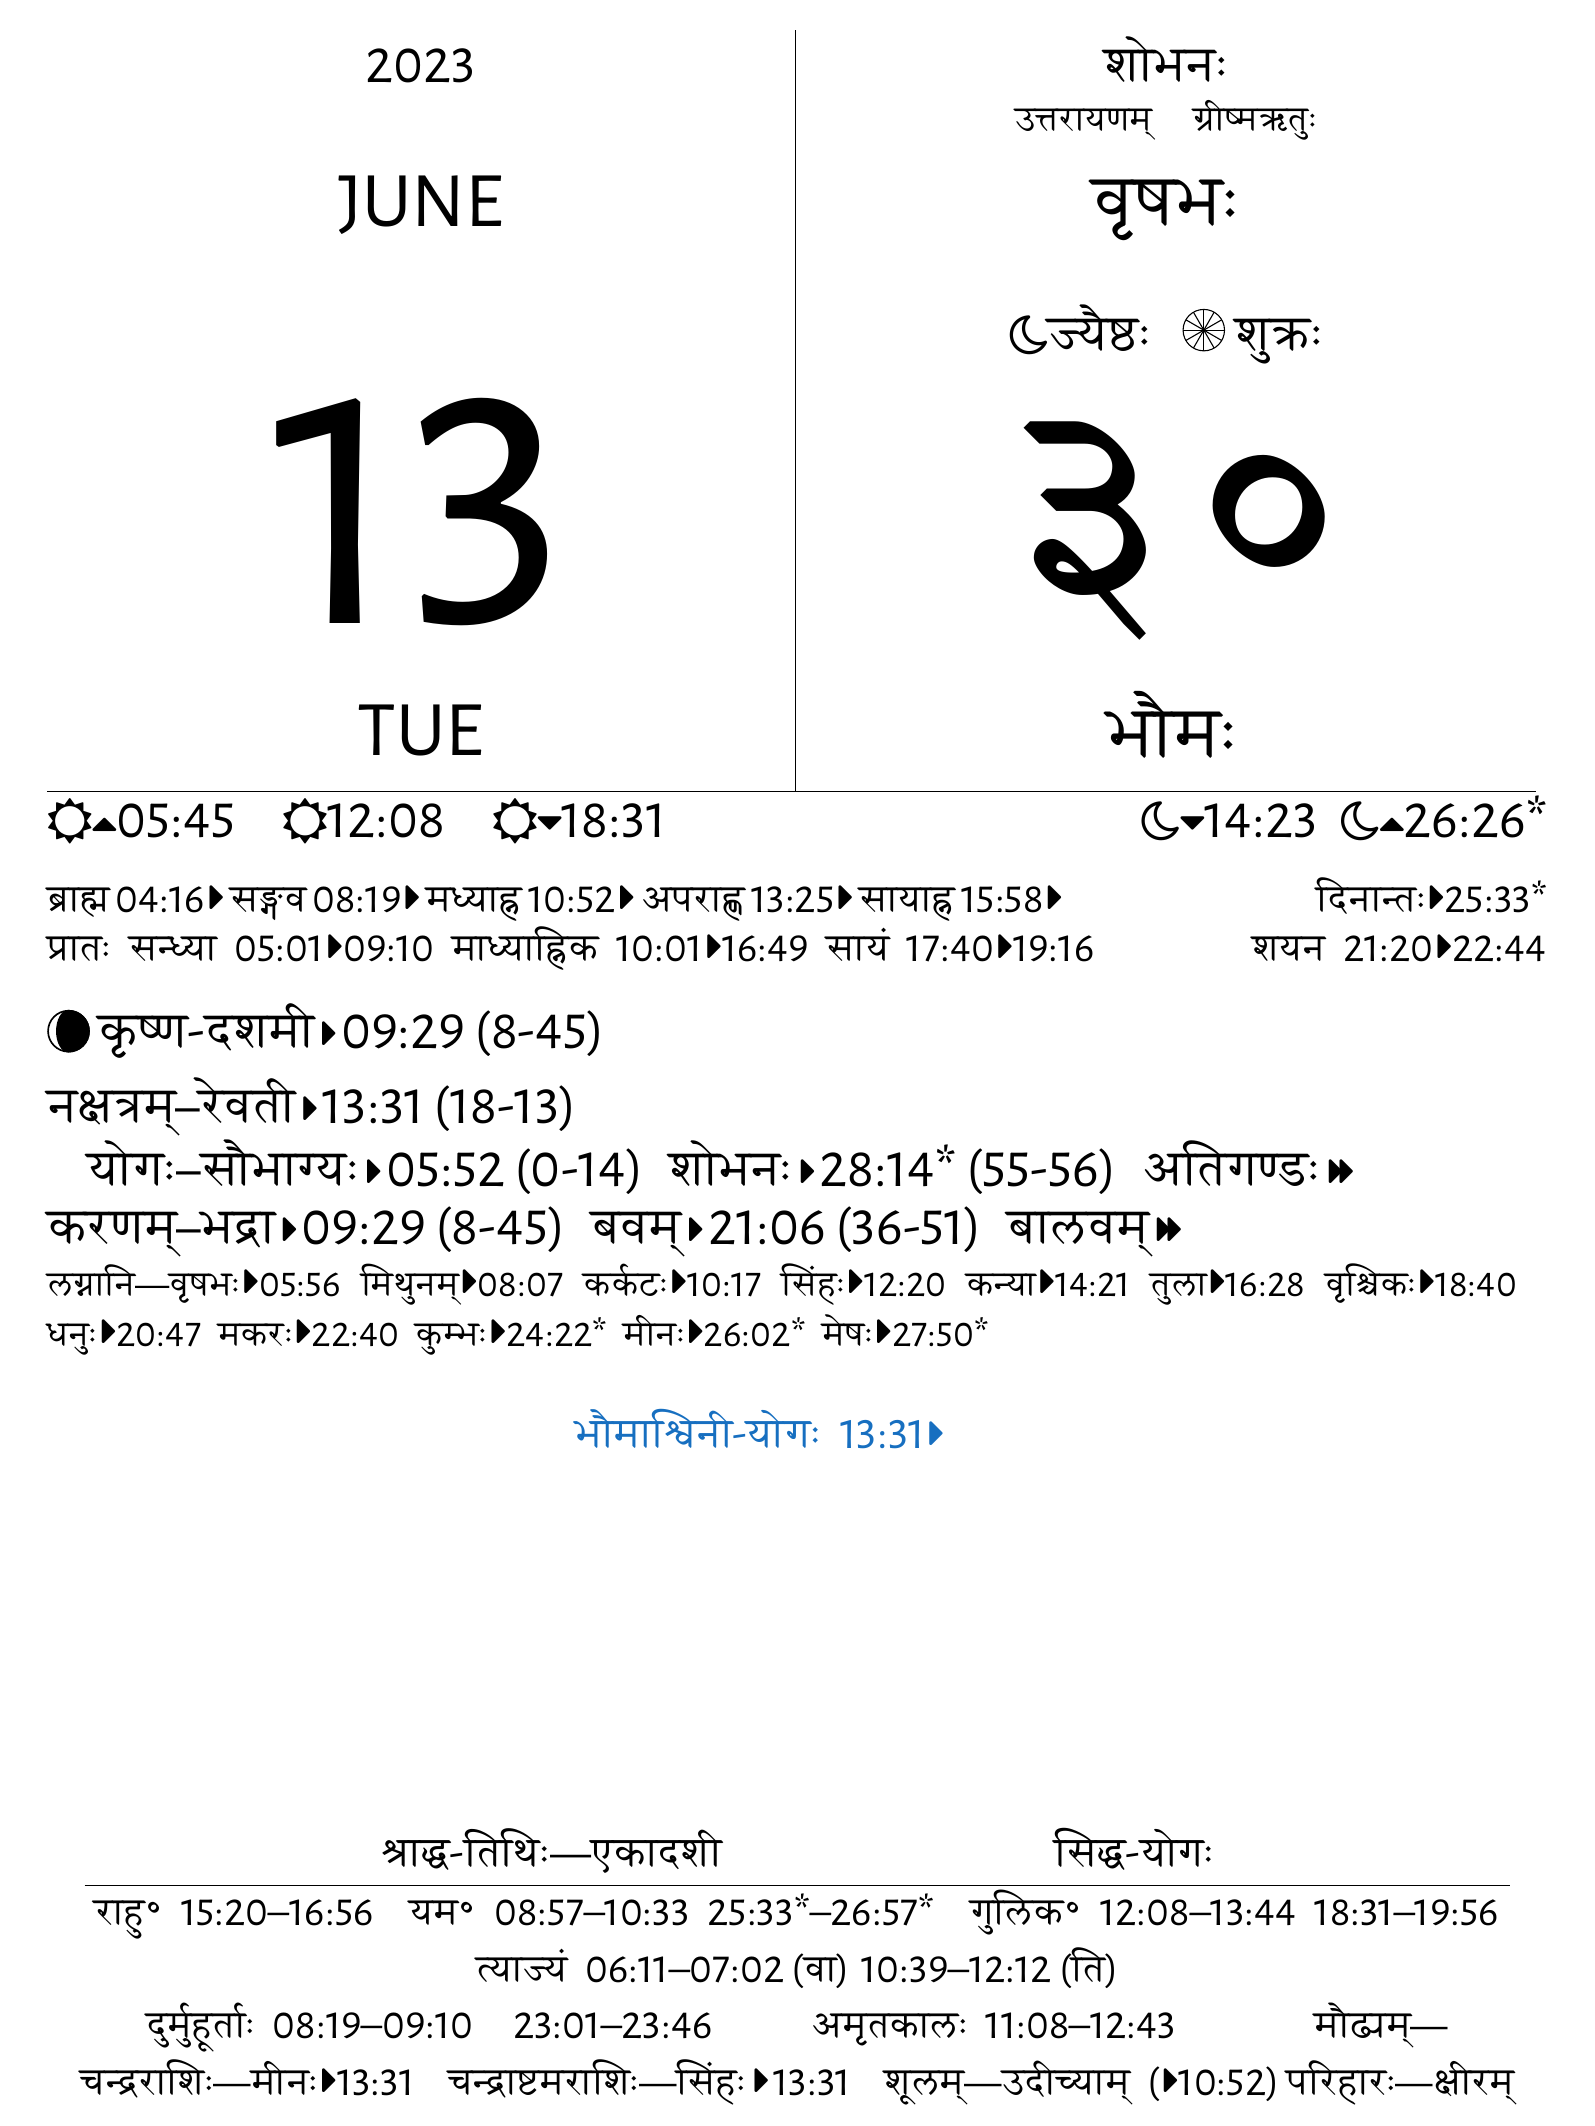 2023
JUNE
13
TUE
शोभनः
उत्तरायणम् ग्रीष्मऋतुः
वृषभः
ज्यैष्ठः शुक्रः
३०
भौमः
05:45 12:08 18:31 14:23 26:26*
ब्राह्म 04:16 सङ्गव 08:19 मध्याह्न 10:52 अपराह्ण 13:25 सायाह्न 15:58 दिनान्तः 25:33*
प्रातः सन्ध्या 05:01 09:10 माध्याह्निक 10:01 16:49 सायं 17:40 19:16 शयन 21:20 22:44
कृष्ण-दशमी 09:29 (8-45)
नक्षत्रम्–रेवती 13:31 (18-13)
योगः–सौभाग्यः 05:52 (0-14) शोभनः 28:14* (55-56) अतिगण्डः
करणम्–भद्रा 09:29 (8-45) बवम् 21:06 (36-51) बालवम्
लग्नानि—वृषभः 05:56 मिथुनम् 08:07 कर्कटः 10:17 सिंहः 12:20 कन्या 14:21 तुला 16:28 वृश्चिकः 18:40
धनुः 20:47 मकरः 22:40 कुम्भः 24:22* मीनः 26:02* मेषः 27:50*
भौमाश्विनी-योगः 13:31
श्राद्ध-तिथिः—एकादशी सिद्ध-योगः
राहु॰ 15:20–16:56 यम॰ 08:57–10:33 25:33*–26:57* गुलिक॰ 12:08–13:44 18:31–19:56
त्याज्यं 06:11–07:02 (वा) 10:39–12:12 (ति)
दुर्मुहूर्ताः 08:19–09:10 23:01–23:46 अमृतकालः 11:08–12:43 मौढ्यम्—
चन्द्रराशिः—मीनः 13:31 चन्द्राष्टमराशिः—सिंहः 13:31 शूलम्—उदीच्याम् (10:52) परिहारः—क्षीरम्